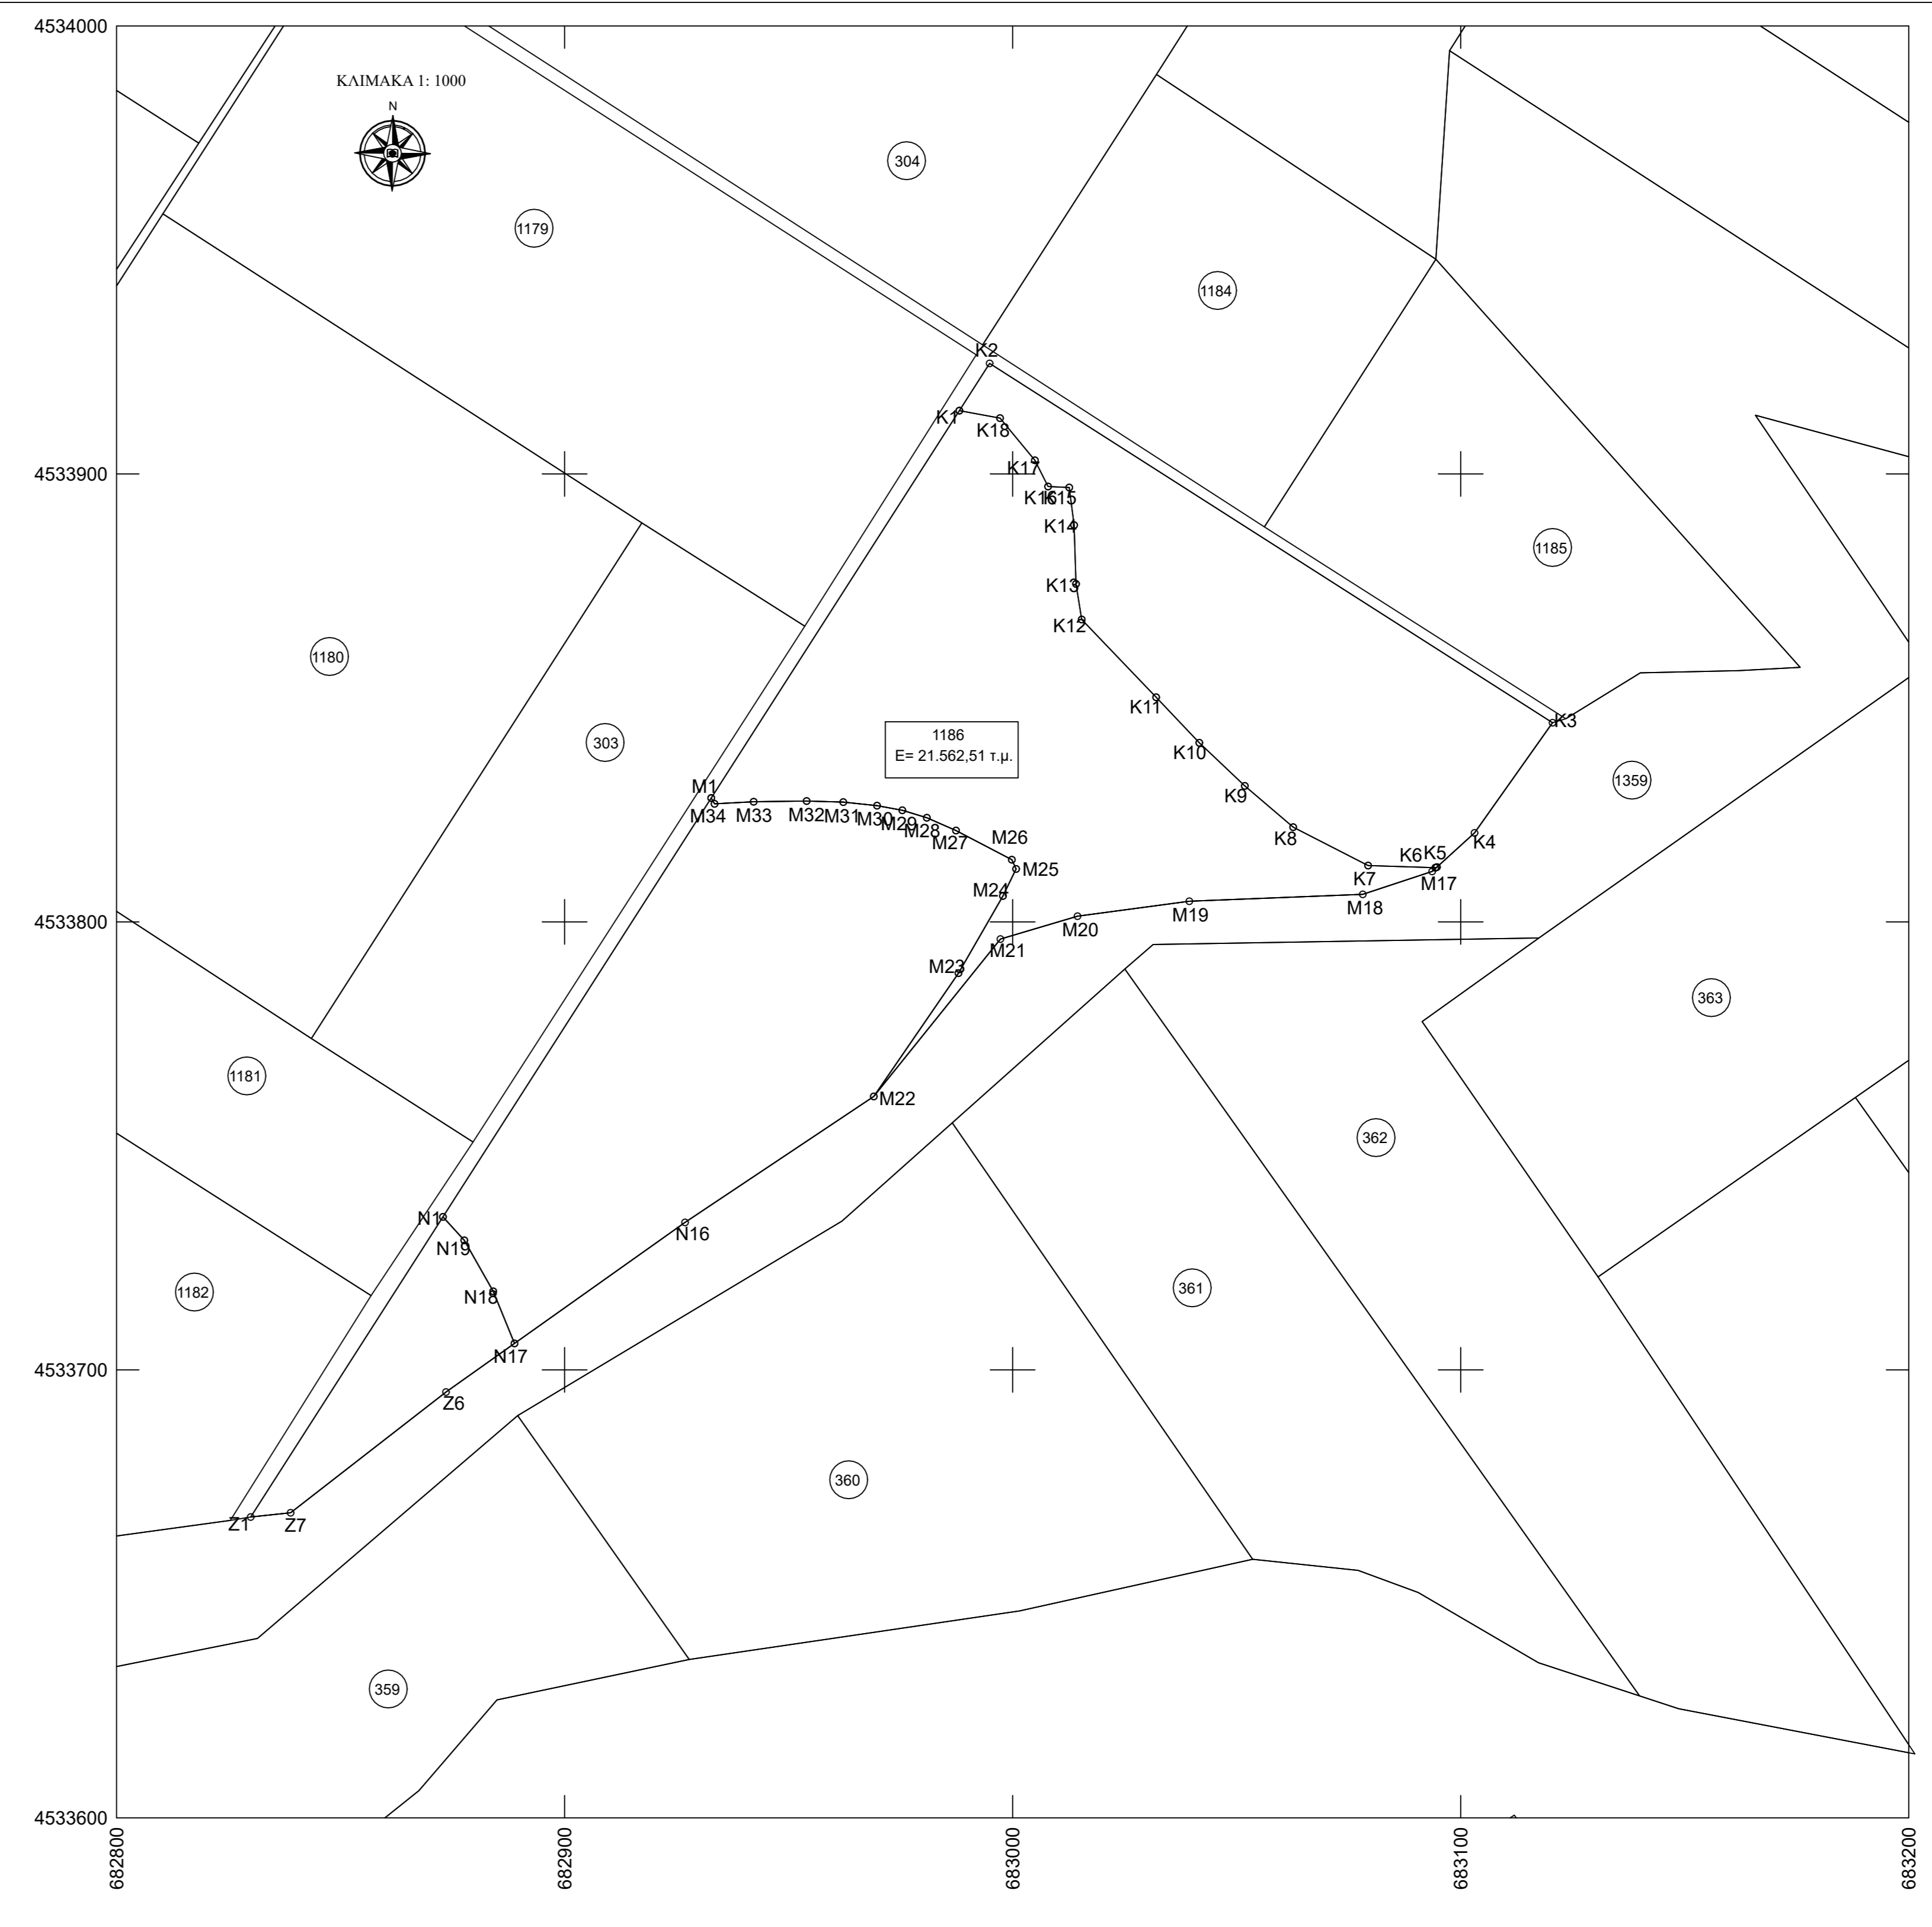 4534000
ΚΛΙΜΑΚΑ 1: 1000
N
304
1179
1184
K2
K1
K18
4533900
K17
K16
K15
K14
1185
K13
K12
1180
K11
K3
303
1186
E= 21.562,51 τ.μ.
K10
1359
M1
K9
M34
M33
M32
M31
M30
M29
M28
M27
M26
K8
K4
K6
K5
M25
K7
M17
M24
M18
M19
4533800
M20
M21
M23
363
1181
M22
362
N1
N16
N19
1182
N18
361
N17
4533700
Z6
360
Z1
Z7
359
4533600
682800
682900
683000
683100
683200